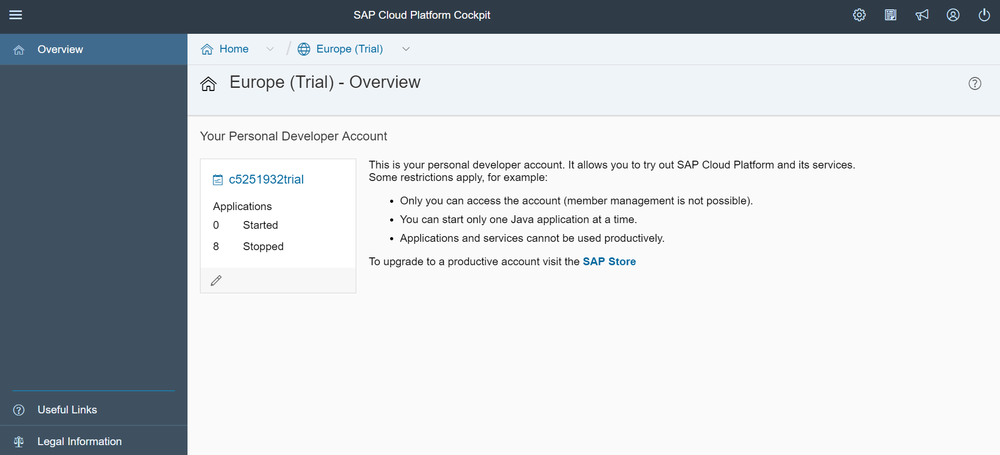 SAP Cloud Platform Cockpit
Overview
Home
Europe (Trial)
Europe (Trial) - Overview
Your Personal Developer Account
c5251932trial
Applications
0 Started
8 Stopped
This is your personal developer account. It allows you to try out SAP Cloud Platform and its services.
Some restrictions apply, for example:
• Only you can access the account (member management is not possible).
• You can start only one Java application at a time.
• Applications and services cannot be used productively.
To upgrade to a productive account visit the SAP Store
Useful Links
Legal Information